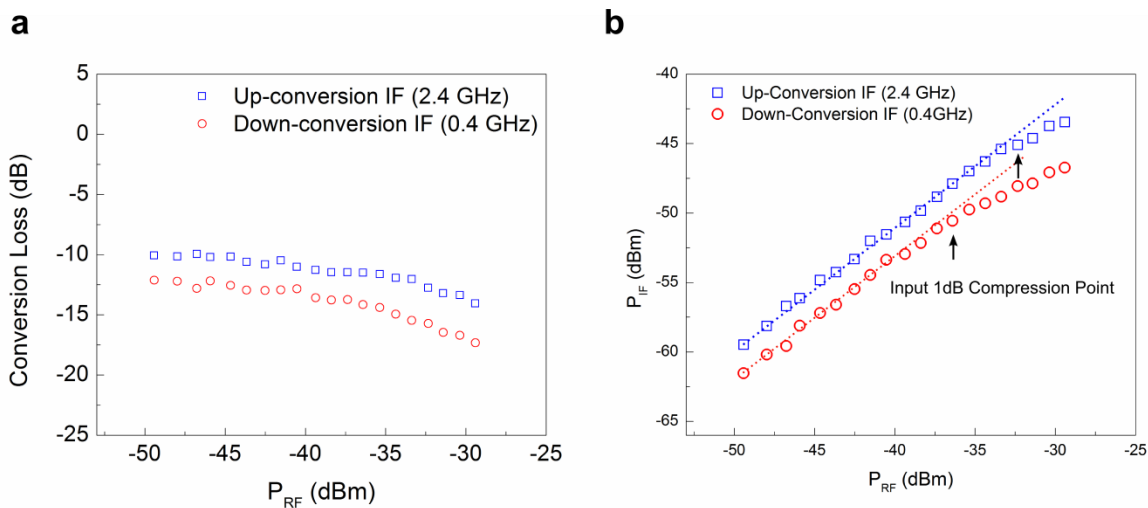 a
5
0
-5
-10
-15
-20
-25
Conversion Loss (dB)
Up-conversion IF (2.4 GHz)
Down-conversion IF (0.4 GHz)
-50
-45
-40
-35
-30
-25
P_RF (dBm)
b
-40
-45
-50
-55
-60
-65
P_IF (dBm)
Up-Conversion IF (2.4 GHz)
Down-Conversion IF (0.4GHz)
Input 1dB Compression Point
-50
-45
-40
-35
-30
-25
P_RF (dBm)